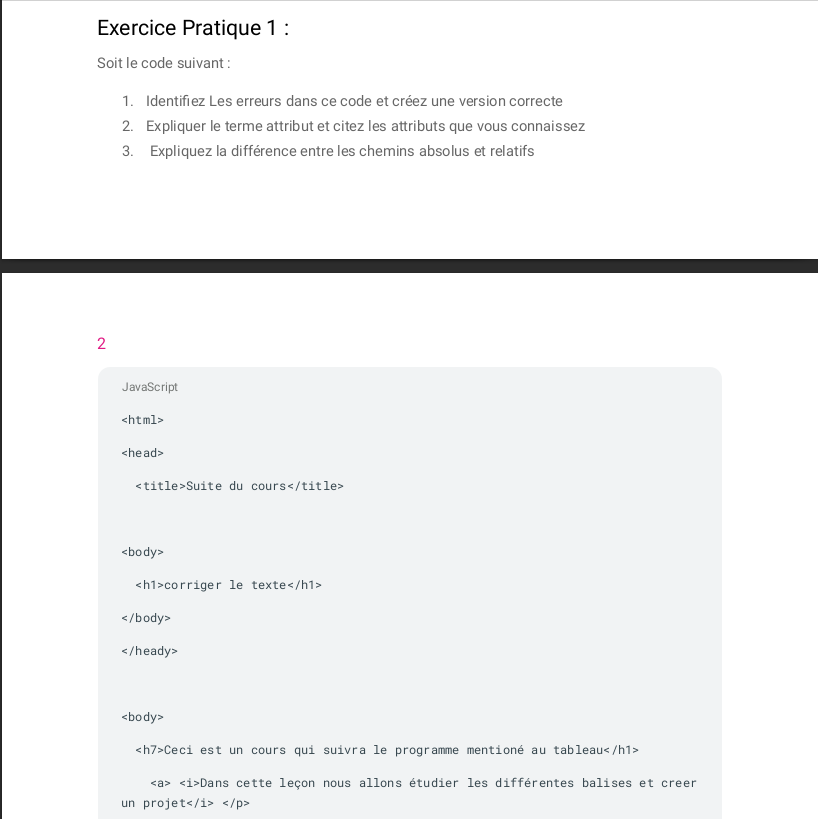 Exercice Pratique 1 :
Soit le code suivant :
1. Identifiez Les erreurs dans ce code et créez une version correcte
2. Expliquer le terme attribut et citez les attributs que vous connaissez
3. Expliquez la différence entre les chemins absolus et relatifs
2
JavaScript
<html>
<head>
<title>Suite du cours</title>
<body>
<h1>corriger le texte</h1>
</body>
</heady>
<body>
<h7>Ceci est un cours qui suivra le programme mentioné au tableau</h1>
<a> <i>Dans cette leçon nous allons étudier les différentes balises et creer
un projet</i> </p>